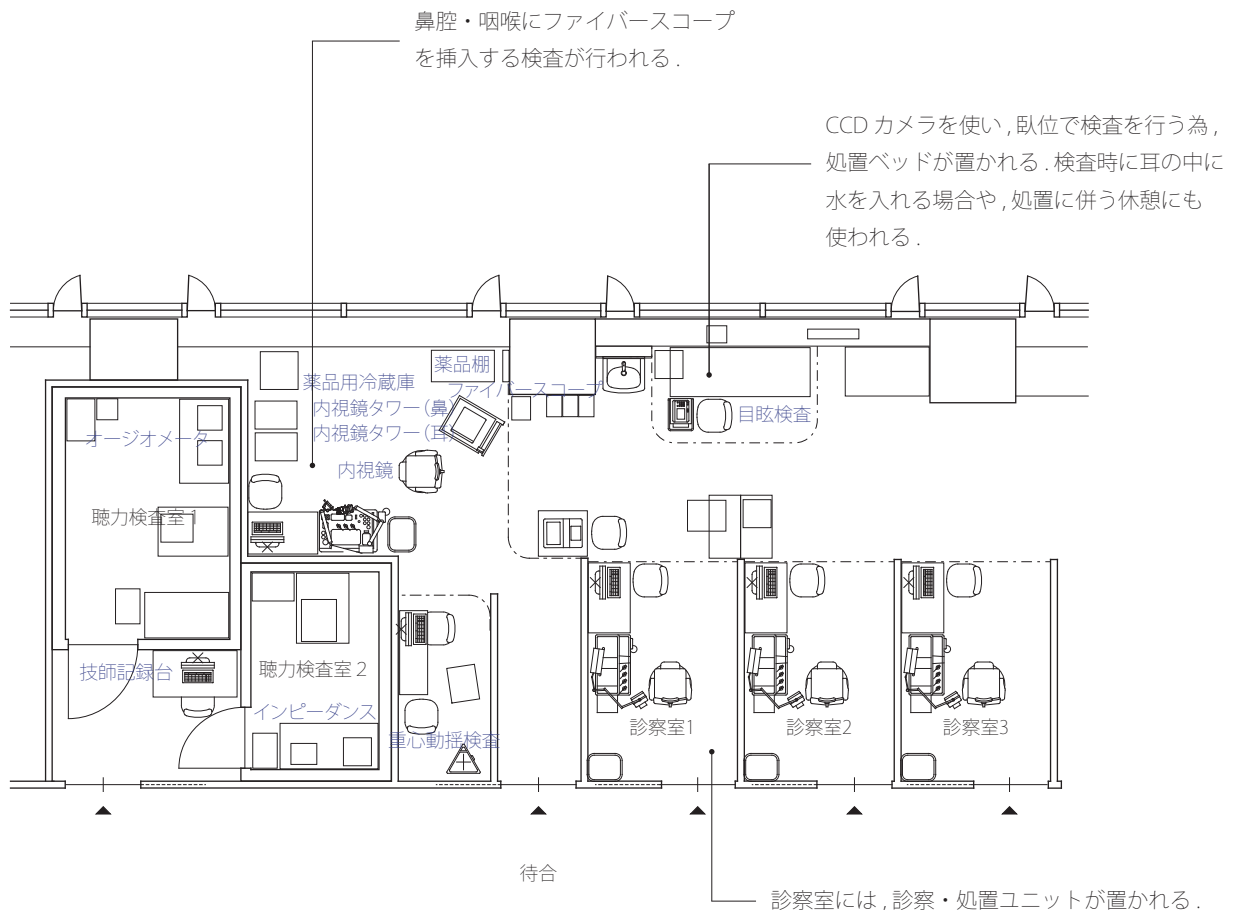 鼻腔・咽喉にファイバースコープ
を挿入する検査が行われる.
CCD カメラを使い,臥位で検査を行う為,
処置ベッドが置かれる.検査時に耳の中に
水を入れる場合や,処置に併う休憩にも
使われる.
薬品棚
薬品用冷蔵庫
ファイバースコープ
内視鏡タワー(鼻)
内視鏡タワー(耳)
目眩検査
オージオメータ
内視鏡
聴力検査室1
技師記録台
聴力検査室2
インピーダンス
重心動揺検査
診察室1
診察室2
診察室3
待合
診察室には,診察・処置ユニットが置かれる.